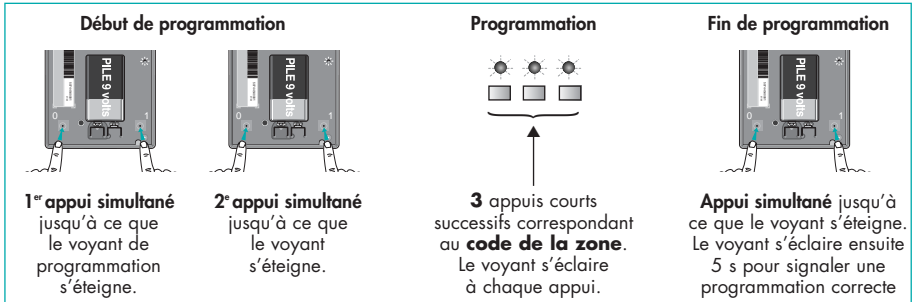 Début de programmation
PILE 9 volts
0
1
1er appui simultané
jusqu’à ce que
le voyant de
programmation
s’éteigne.
PILE 9 volts
0
1
2e appui simultané
jusqu’à ce que
le voyant
s’éteigne.
Programmation
3 appuis courts
successifs correspondant
au code de la zone.
Le voyant s’éclaire
à chaque appui.
Fin de programmation
PILE 9 volts
0
1
Appui simultané jusqu’à
ce que le voyant s’éteigne.
Le voyant s’éclaire ensuite
5 s pour signaler une
programmation correcte